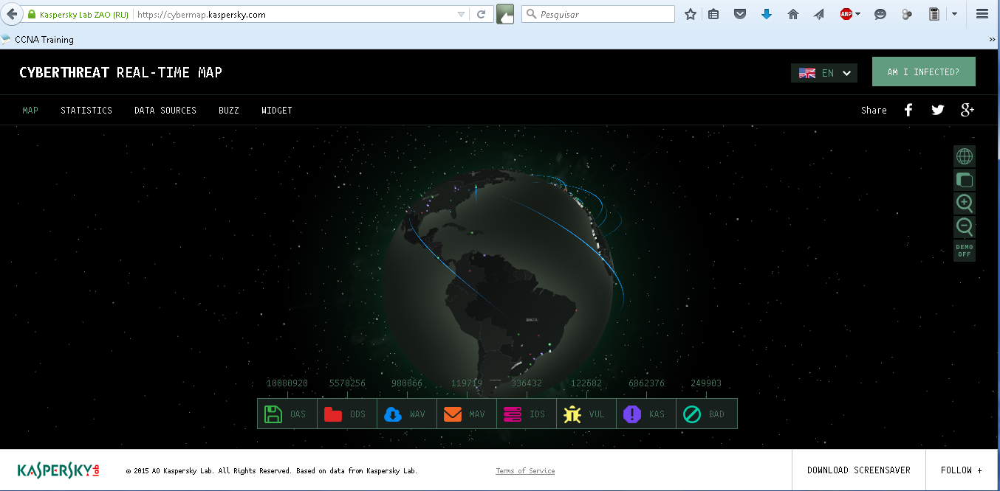 Kaspersky Lab ZAO (RU) https://cybermap.kaspersky.com Pesquisar ABP
CCNA Training
CYBERTHREAT REAL-TIME MAP EN AM I INFECTED?
MAP STATISTICS DATA SOURCES BUZZ WIDGET Share f g+
DEMO
OFF
BRAZIL
10080920 5578256 980866 119719 336432 122682 6862376 249903
OAS ODS WAV MAV IDS VUL KAS BAD
KASPERSKY lab © 2015 AO Kaspersky Lab. All Rights Reserved. Based on data from Kaspersky Lab. Terms of Service DOWNLOAD SCREENSAVER FOLLOW +